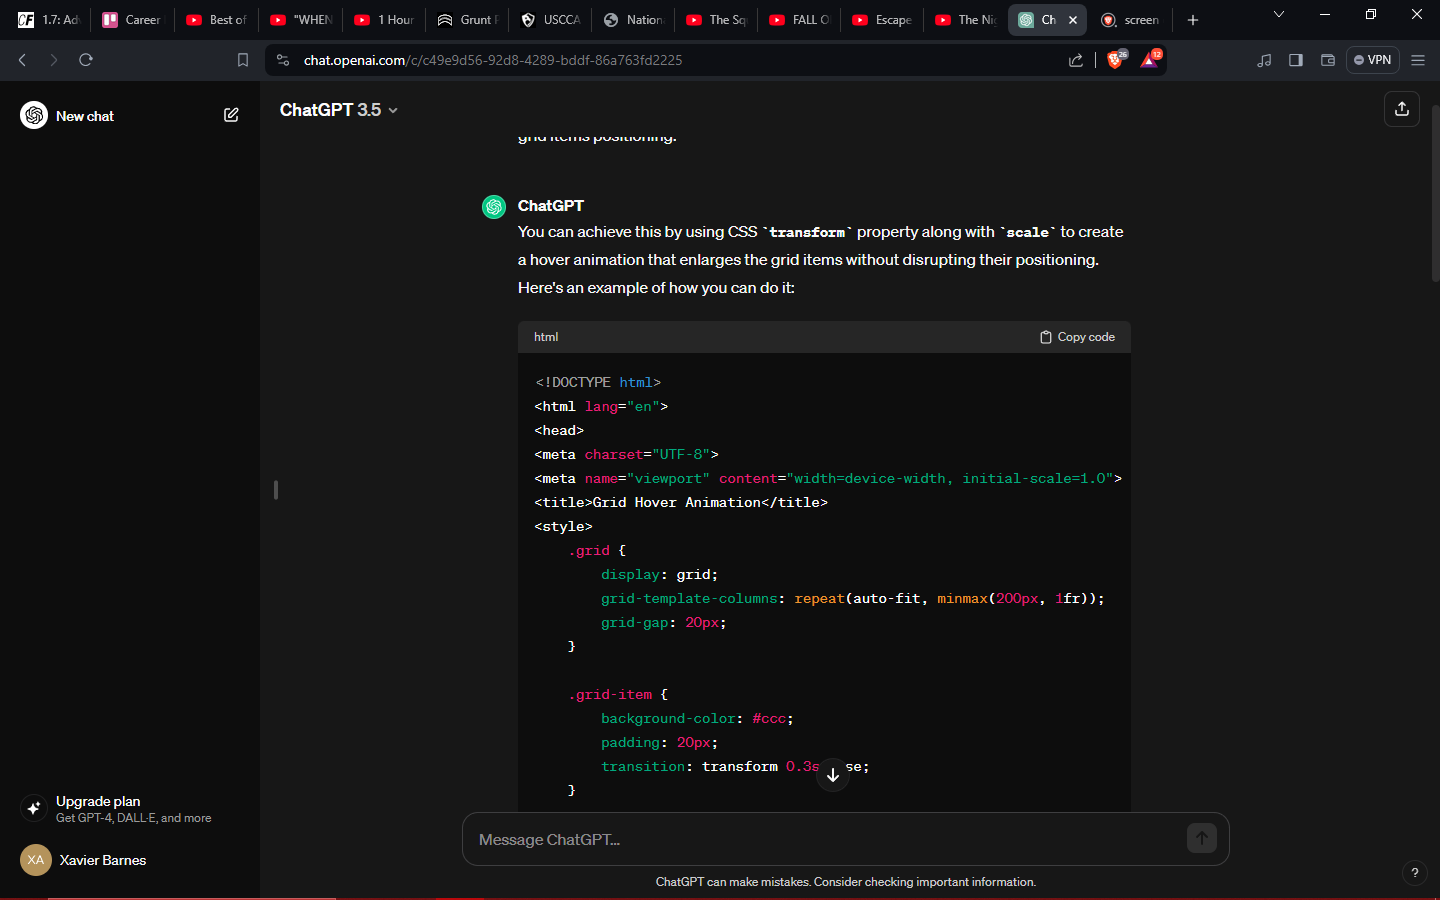 1.7: Ad
Career
Best of
"WHEN
1 Hour
Grunt
USCCA
Nation
The Sq
FALL O
Escape
The Ni
Ch
screen
chat.openai.com/c/c49e9d56-92d8-4289-bddf-86a763fd2225
26
12
VPN
New chat
ChatGPT 3.5
grid items positioning.
ChatGPT
You can achieve this by using CSS `transform` property along with `scale` to create
a hover animation that enlarges the grid items without disrupting their positioning.
Here's an example of how you can do it:
html
Copy code
<!DOCTYPE html>
<html lang="en">
<head>
<meta charset="UTF-8">
<meta name="viewport" content="width=device-width, initial-scale=1.0">
<title>Grid Hover Animation</title>
<style>
.grid {
display: grid;
grid-template-columns: repeat(auto-fit, minmax(200px, 1fr));
grid-gap: 20px;
}
.grid-item {
background-color: #ccc;
padding: 20px;
transition: transform 0.3s se;
}
Upgrade plan
Get GPT-4, DALL·E, and more
XA
Xavier Barnes
Message ChatGPT...
ChatGPT can make mistakes. Consider checking important information.
?